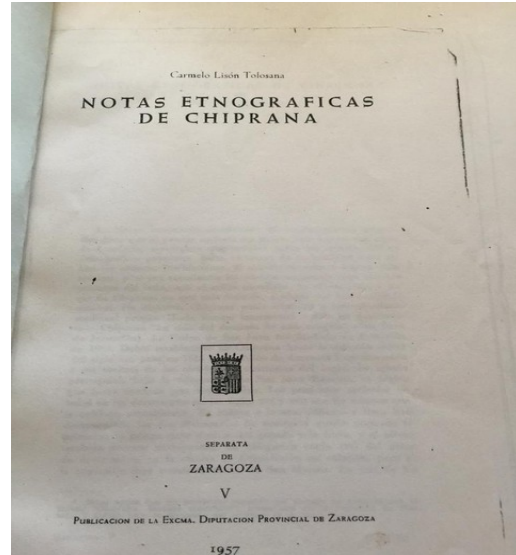 Carmelo Lisón Tolosana
NOTAS ETNOGRAFICAS
DE CHIPRANA
SEPARATA
DE
ZARAGOZA
V
PUBLICACION DE LA EXCMA. DIPUTACION PROVINCIAL DE ZARAGOZA
1957